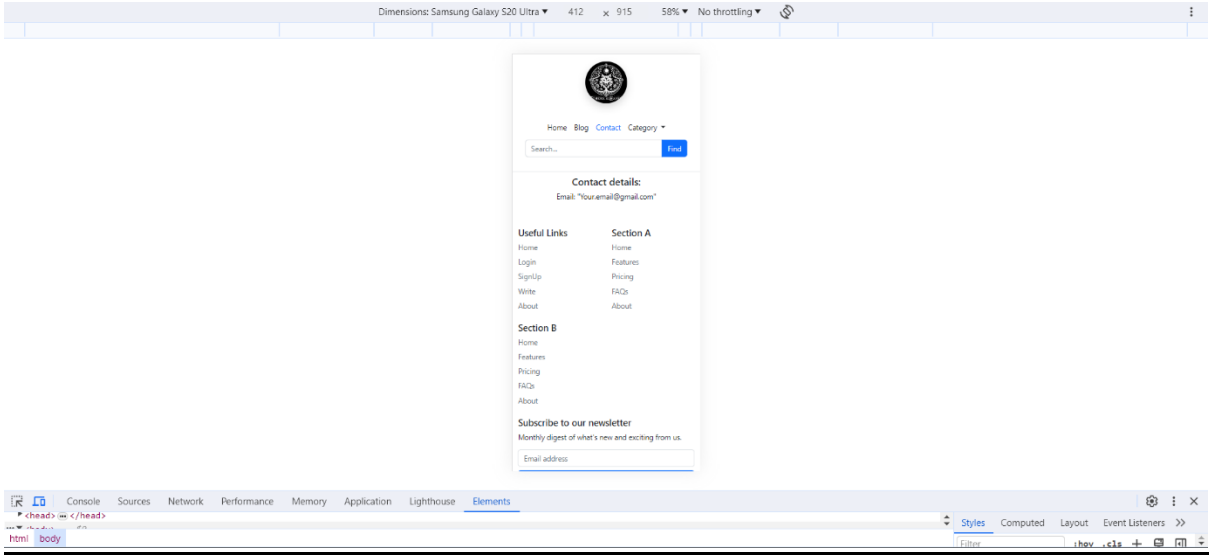 Dimensions: Samsung Galaxy S20 Ultra ▼ 412 x 915 58% ▼ No throttling ▼
Home Blog Contact Category
Search... Find
Contact details:
Email: "Your.email@gmail.com"
Useful Links Section A
Home Home
Login Features
SignUp Pricing
Write FAQs
About About
Section B
Home
Features
Pricing
FAQs
About
Subscribe to our newsletter
Monthly digest of what's new and exciting from us.
Email address
Console Sources Network Performance Memory Application Lighthouse Elements
<head> </head>
Styles Computed Layout Event Listeners
html body
Filter :hov .cls